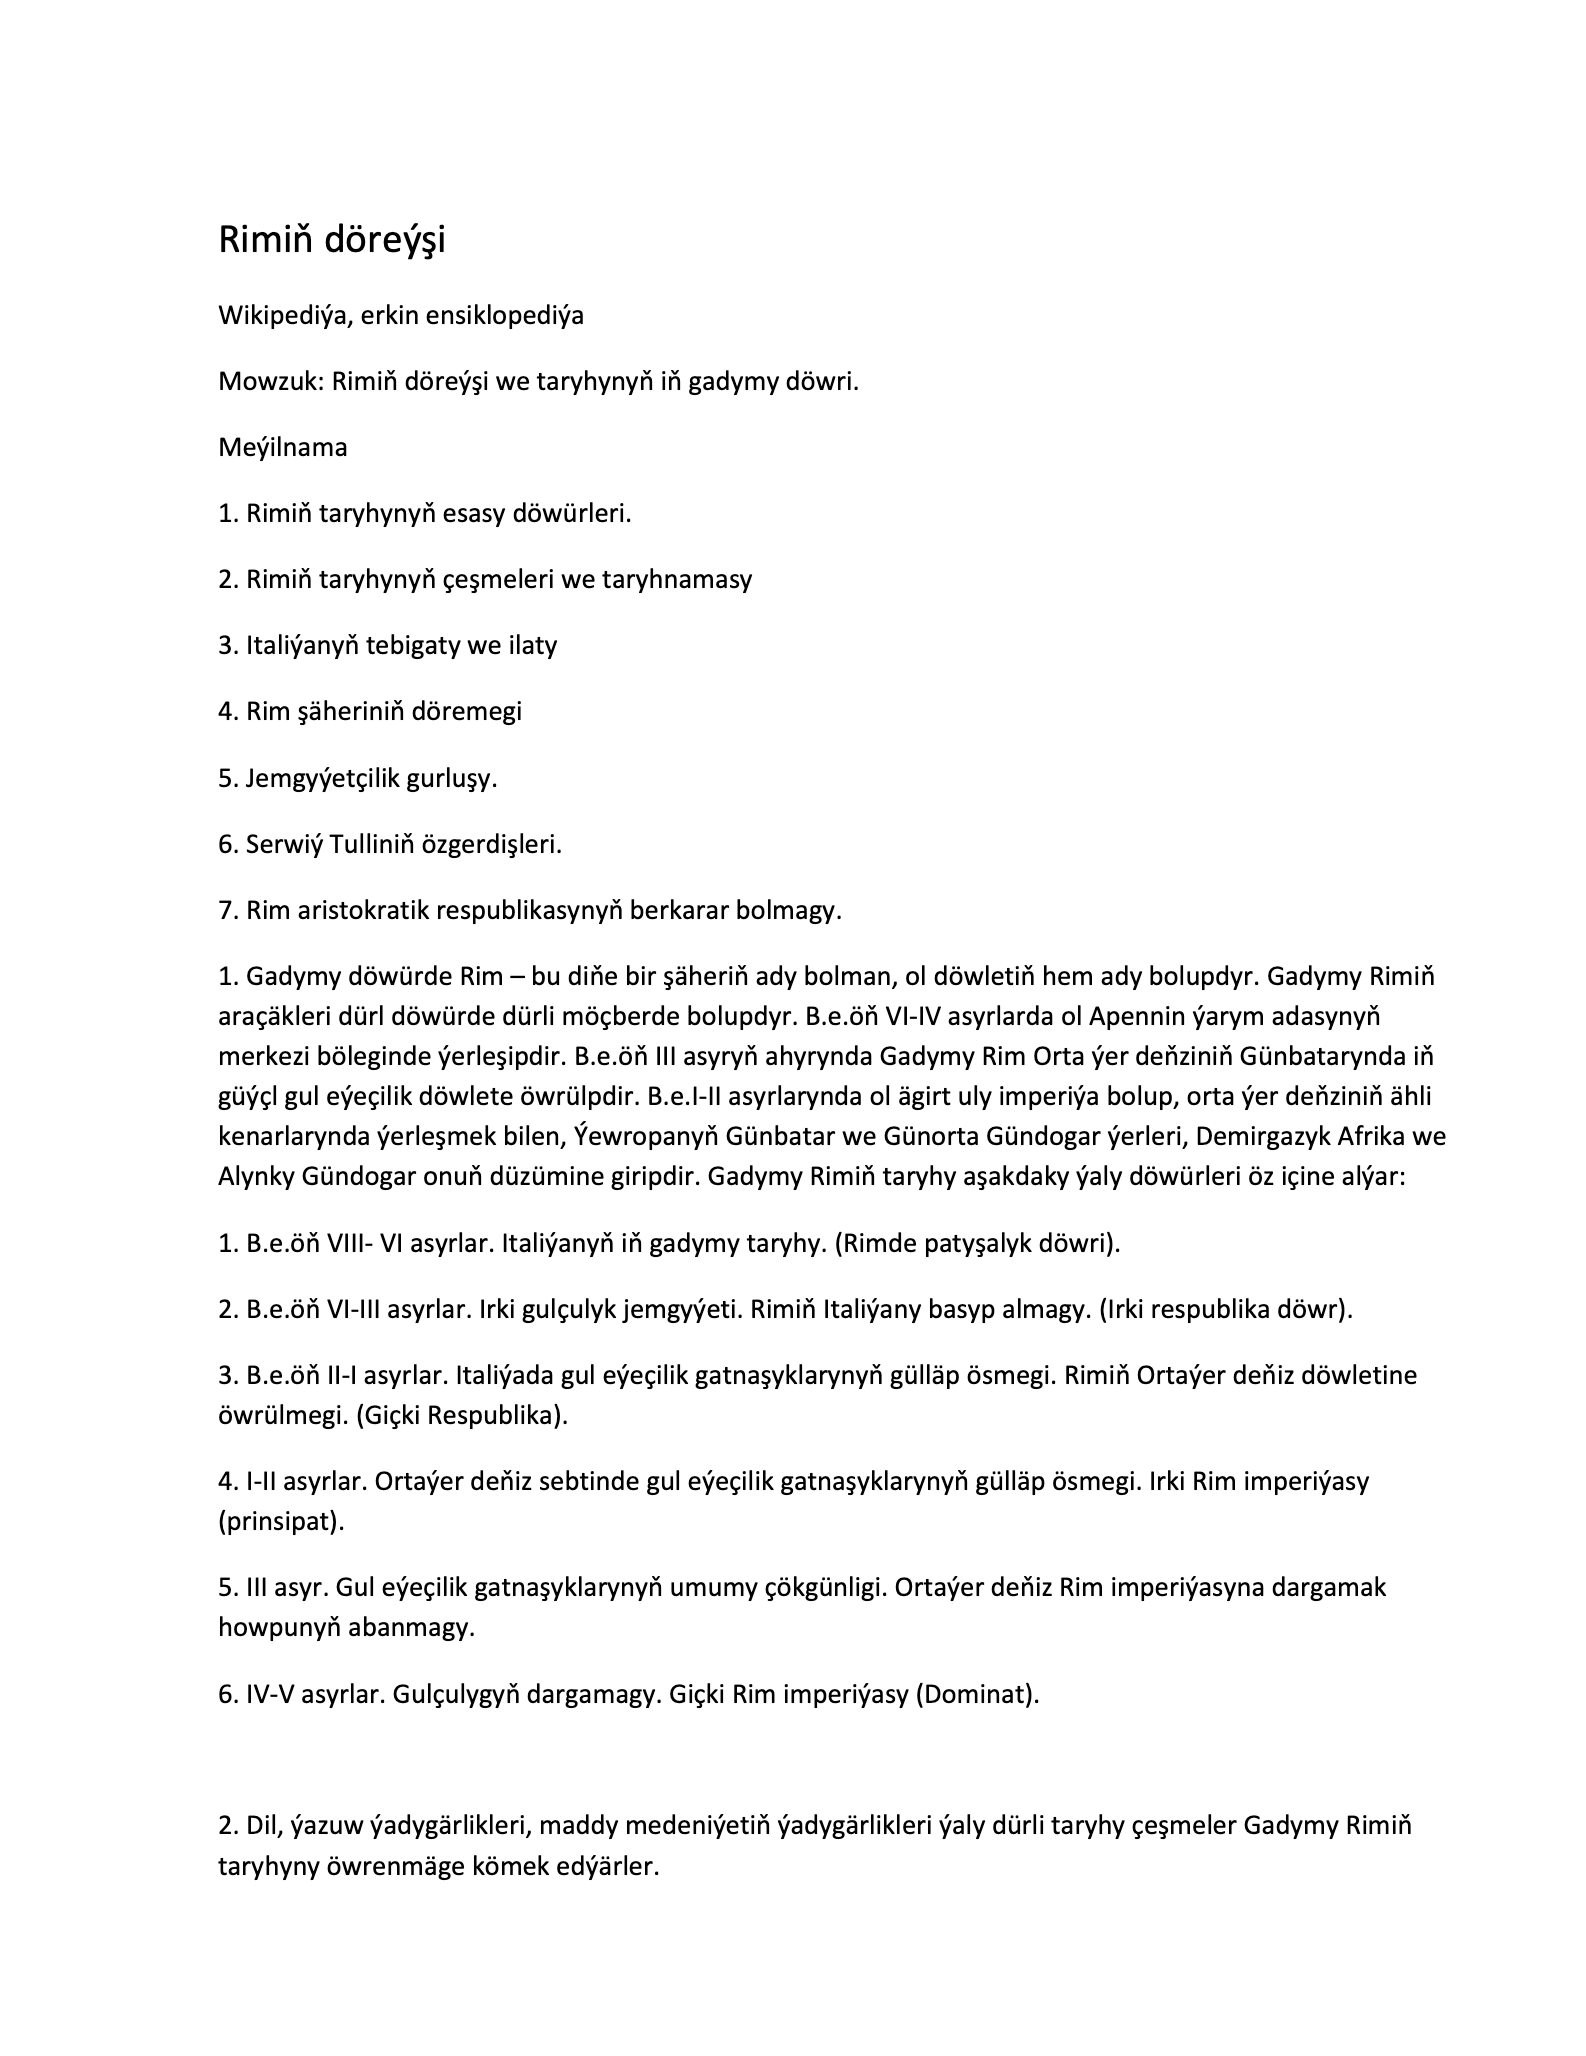 Rimiň döreýşi
Wikipediýa, erkin ensiklopediýa
Mowzuk: Rimiň döreýşi we taryhynyň iň gadymy döwri.
Meýilnama
1. Rimiň taryhynyň esasy döwürleri.
2. Rimiň taryhynyň çeşmeleri we taryhnamasy
3. Italiýanyň tebigaty we ilaty
4. Rim şäheriniň döremegi
5. Jemgyýetçilik gurluşy.
6. Serwiý Tulliniň özgerdişleri.
7. Rim aristokratik respublikasynyň berkarar bolmagy.
1. Gadymy döwürde Rim – bu diňe bir şäheriň ady bolman, ol döwletiň hem ady bolupdyr. Gadymy Rimiň
araçäkleri dürl döwürde dürli möçberde bolupdyr. B.e.öň VI-IV asyrlarda ol Apennin ýarym adasynyň
merkezi böleginde ýerleşipdir. B.e.öň III asyryň ahyrynda Gadymy Rim Orta ýer deňziniň Günbatarynda iň
güýçl gul eýeçilik döwlete öwrülpdir. B.e.I-II asyrlarynda ol ägirt uly imperiýa bolup, orta ýer deňziniň ähli
kenarlarynda ýerleşmek bilen, Ýewropanyň Günbatar we Günorta Gündogar ýerleri, Demirgazyk Afrika we
Alynky Gündogar onuň düzümine giripdir. Gadymy Rimiň taryhy aşakdaky ýaly döwürleri öz içine alýar:
1. B.e.öň VIII- VI asyrlar. Italiýanyň iň gadymy taryhy. (Rimde patyşalyk döwri).
2. B.e.öň VI-III asyrlar. Irki gulçulyk jemgyýeti. Rimiň Italiýany basyp almagy. (Irki respublika döwr).
3. B.e.öň II-I asyrlar. Italiýada gul eýeçilik gatnaşyklarynyň gülläp ösmegi. Rimiň Ortaýer deňiz döwletine
öwrülmegi. (Giçki Respublika).
4. I-II asyrlar. Ortaýer deňiz sebtinde gul eýeçilik gatnaşyklarynyň gülläp ösmegi. Irki Rim imperiýasy
(prinsipat).
5. III asyr. Gul eýeçilik gatnaşyklarynyň umumy çökgünligi. Ortaýer deňiz Rim imperiýasyna dargamak
howpunyň abanmagy.
6. IV-V asyrlar. Gulçulygyň dargamagy. Giçki Rim imperiýasy (Dominat).
2. Dil, ýazuw ýadygärlikleri, maddy medeniýetiň ýadygärlikleri ýaly dürli taryhy çeşmeler Gadymy Rimiň
taryhyny öwrenmäge kömek edýärler.